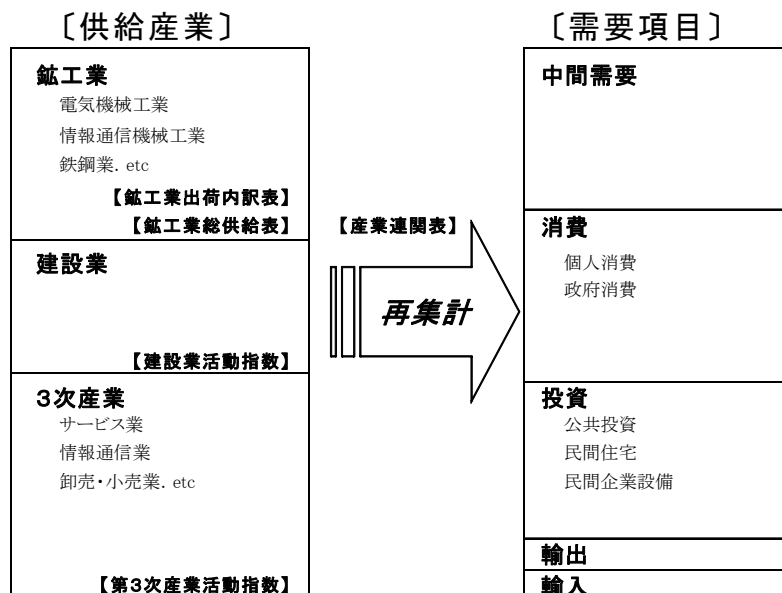 〔供給産業〕
鉱工業
電気機械工業
情報通信機械工業
鉄鋼業. etc
【鉱工業出荷内訳表】
【鉱工業総供給表】
建設業
【建設業活動指数】
3次産業
サービス業
情報通信業
卸売・小売業. etc
【第3次産業活動指数】
【産業連関表】
再集計
〔需要項目〕
中間需要
消費
個人消費
政府消費
投資
公共投資
民間住宅
民間企業設備
輸出
輸入